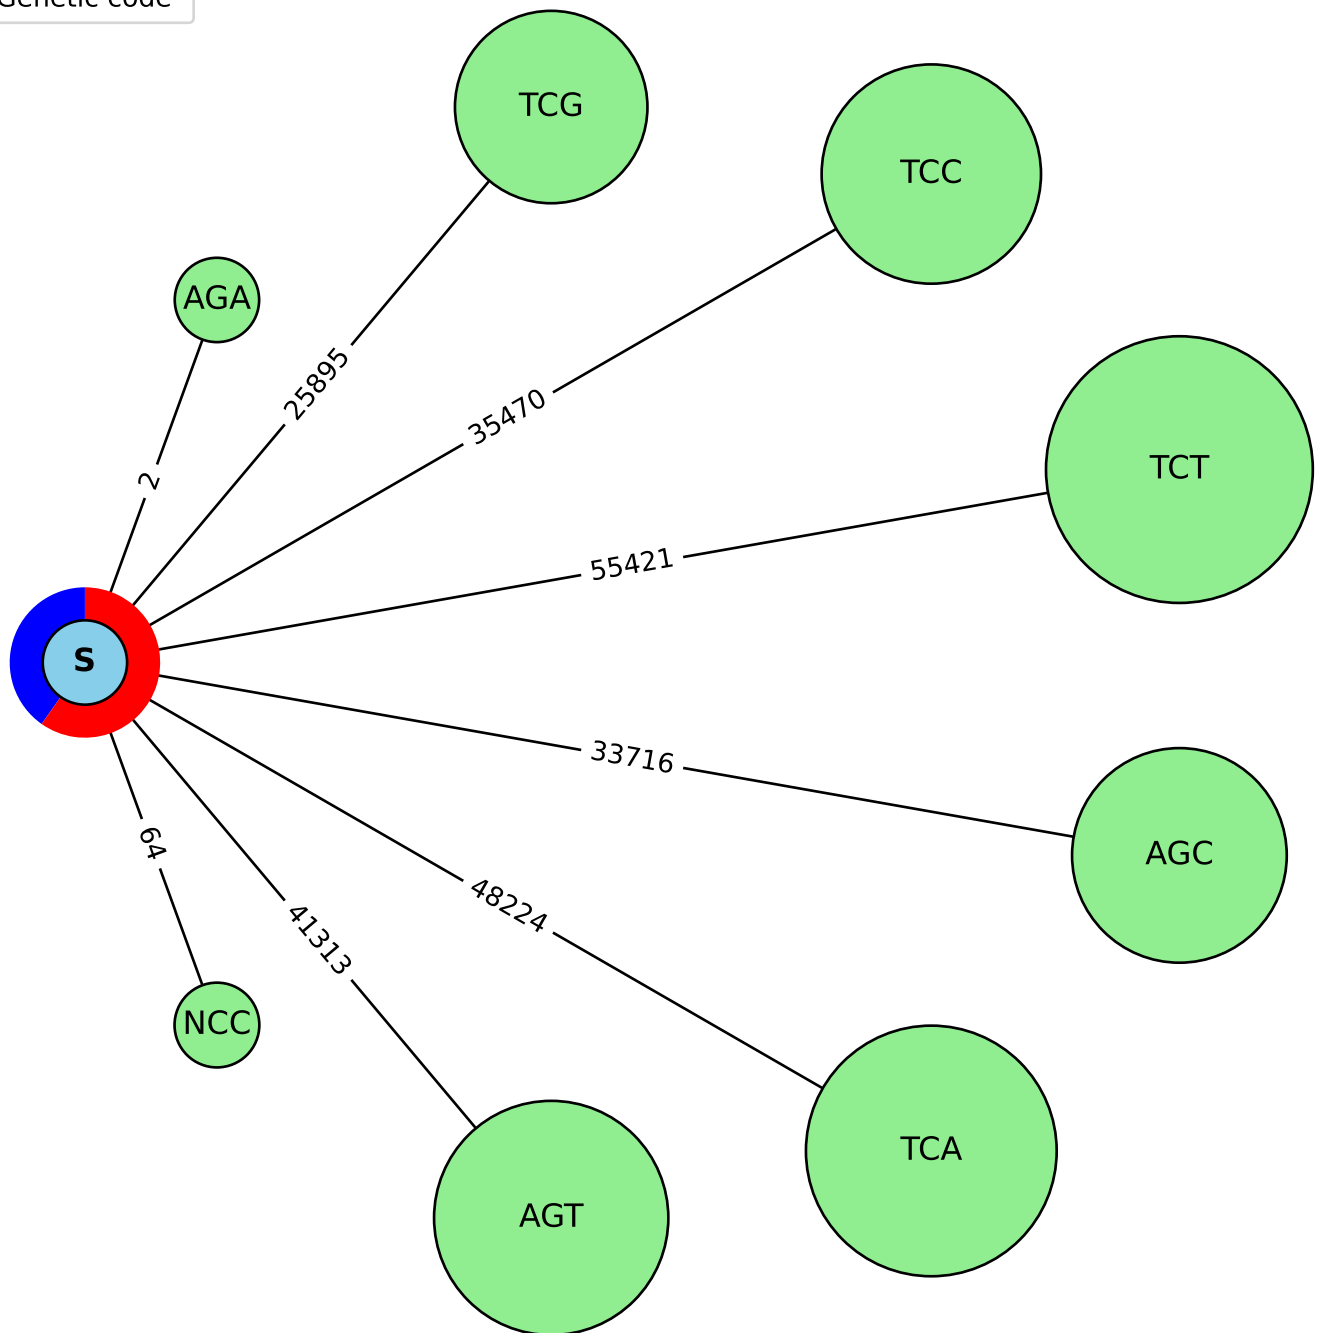 Genetic code
TCG
TCC
AGA
25895
35470
TCT
2
55421
S
33716
64
AGC
48224
41313
NCC
TCA
AGT